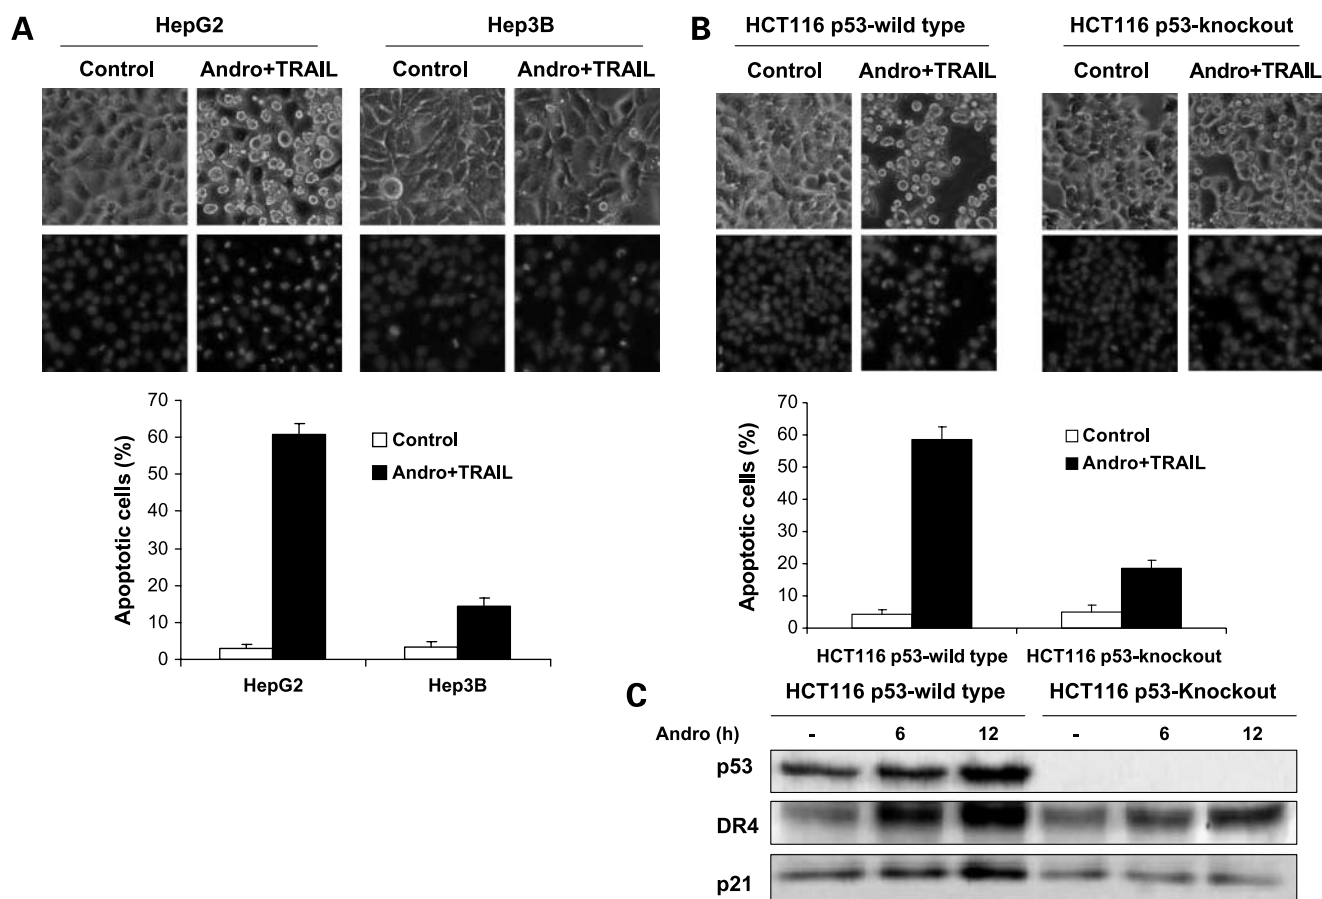 A
HepG2
Hep3B
Control
Andro+TRAIL
Control
Andro+TRAIL
Apoptotic cells (%)
70
60
50
40
30
20
10
0
Control
Andro+TRAIL
HepG2
Hep3B
B
HCT116 p53-wild type
HCT116 p53-knockout
Control
Andro+TRAIL
Control
Andro+TRAIL
Apoptotic cells (%)
70
60
50
40
30
20
10
0
Control
Andro+TRAIL
HCT116 p53-wild type
HCT116 p53-knockout
C
HCT116 p53-wild type
HCT116 p53-Knockout
Andro (h)
-
6
12
-
6
12
p53
DR4
p21